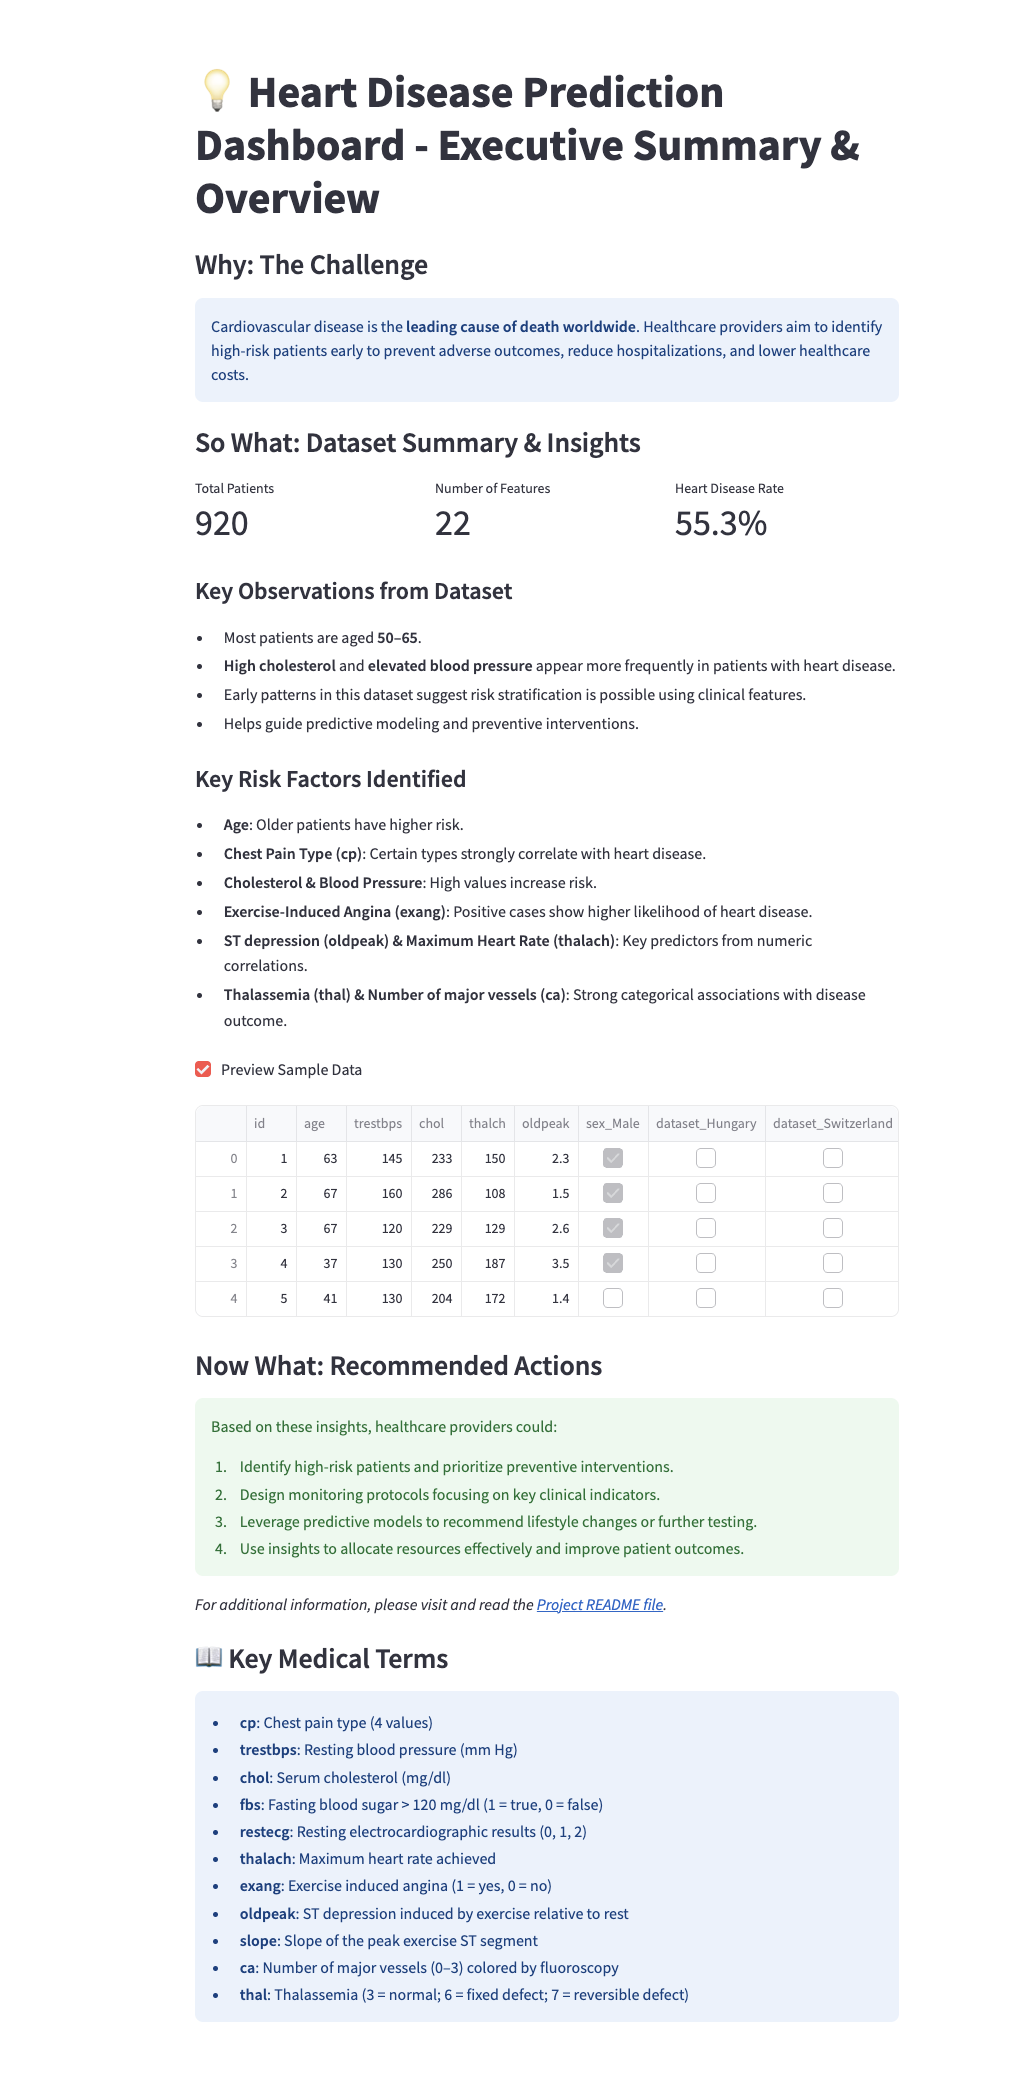 💡 Heart Disease Prediction
Dashboard - Executive Summary &
Overview
Why: The Challenge
Cardiovascular disease is the leading cause of death worldwide. Healthcare providers aim to identify
high-risk patients early to prevent adverse outcomes, reduce hospitalizations, and lower healthcare
costs.
So What: Dataset Summary & Insights
Total Patients Number of Features Heart Disease Rate
920 22 55.3%
Key Observations from Dataset
• Most patients are aged 50–65.
• High cholesterol and elevated blood pressure appear more frequently in patients with heart disease.
• Early patterns in this dataset suggest risk stratification is possible using clinical features.
• Helps guide predictive modeling and preventive interventions.
Key Risk Factors Identified
• Age: Older patients have higher risk.
• Chest Pain Type (cp): Certain types strongly correlate with heart disease.
• Cholesterol & Blood Pressure: High values increase risk.
• Exercise-Induced Angina (exang): Positive cases show higher likelihood of heart disease.
• ST depression (oldpeak) & Maximum Heart Rate (thalach): Key predictors from numeric
correlations.
• Thalassemia (thal) & Number of major vessels (ca): Strong categorical associations with disease
outcome.
Preview Sample Data
id age trestbps chol thalch oldpeak sex_Male dataset_Hungary dataset_Switzerland
0 1 63 145 233 150 2.3
1 2 67 160 286 108 1.5
2 3 67 120 229 129 2.6
3 4 37 130 250 187 3.5
4 5 41 130 204 172 1.4
Now What: Recommended Actions
Based on these insights, healthcare providers could:
1. Identify high-risk patients and prioritize preventive interventions.
2. Design monitoring protocols focusing on key clinical indicators.
3. Leverage predictive models to recommend lifestyle changes or further testing.
4. Use insights to allocate resources effectively and improve patient outcomes.
For additional information, please visit and read the Project README file.
📖 Key Medical Terms
• cp: Chest pain type (4 values)
• trestbps: Resting blood pressure (mm Hg)
• chol: Serum cholesterol (mg/dl)
• fbs: Fasting blood sugar > 120 mg/dl (1 = true, 0 = false)
• restecg: Resting electrocardiographic results (0, 1, 2)
• thalach: Maximum heart rate achieved
• exang: Exercise induced angina (1 = yes, 0 = no)
• oldpeak: ST depression induced by exercise relative to rest
• slope: Slope of the peak exercise ST segment
• ca: Number of major vessels (0–3) colored by fluoroscopy
• thal: Thalassemia (3 = normal; 6 = fixed defect; 7 = reversible defect)